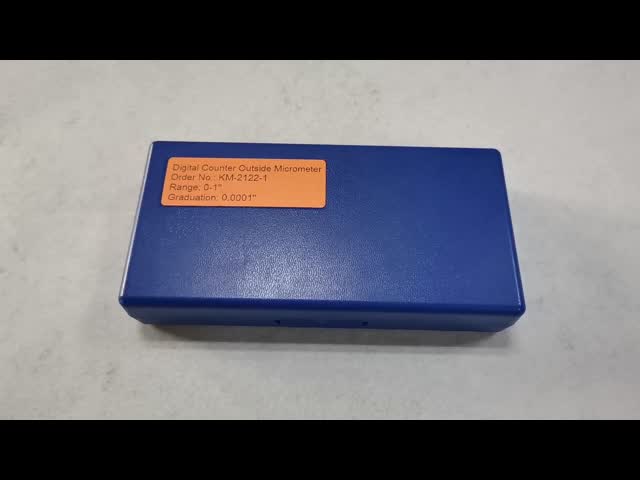 Digital Counter Outside Micrometer
Order No.: KM-2122-1
Range: 0-1"
Graduation: 0.0001"